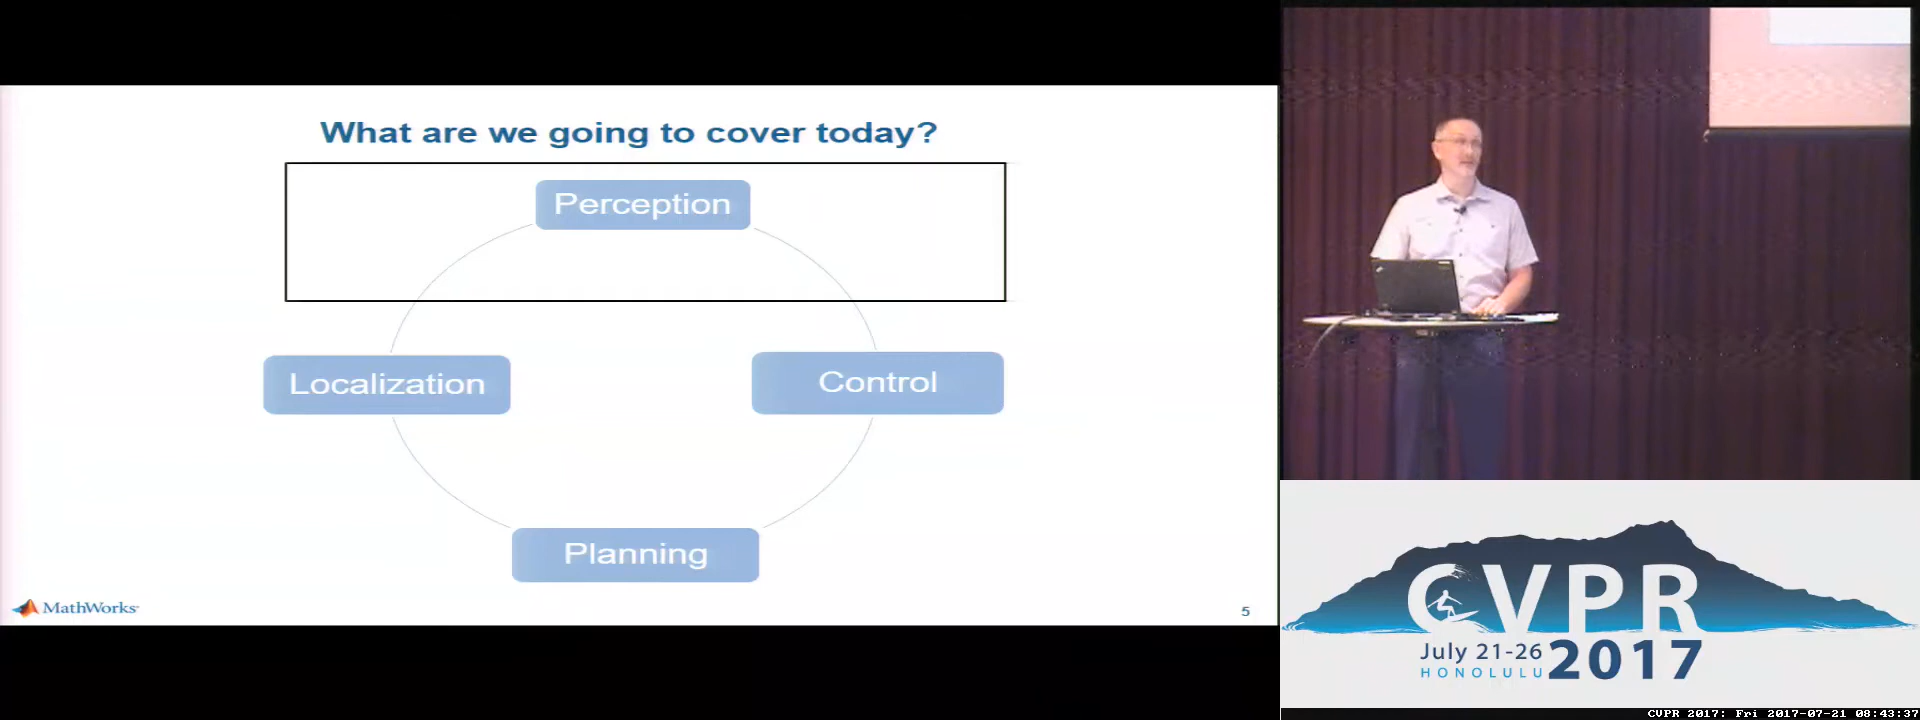 What are we going to cover today?
Perception
Localization
Control
Planning
MathWorks
5
CVPR
July 21-26
HONOLULU
2017
CVPR 2017: Fri 2017-07-21 08:43:37